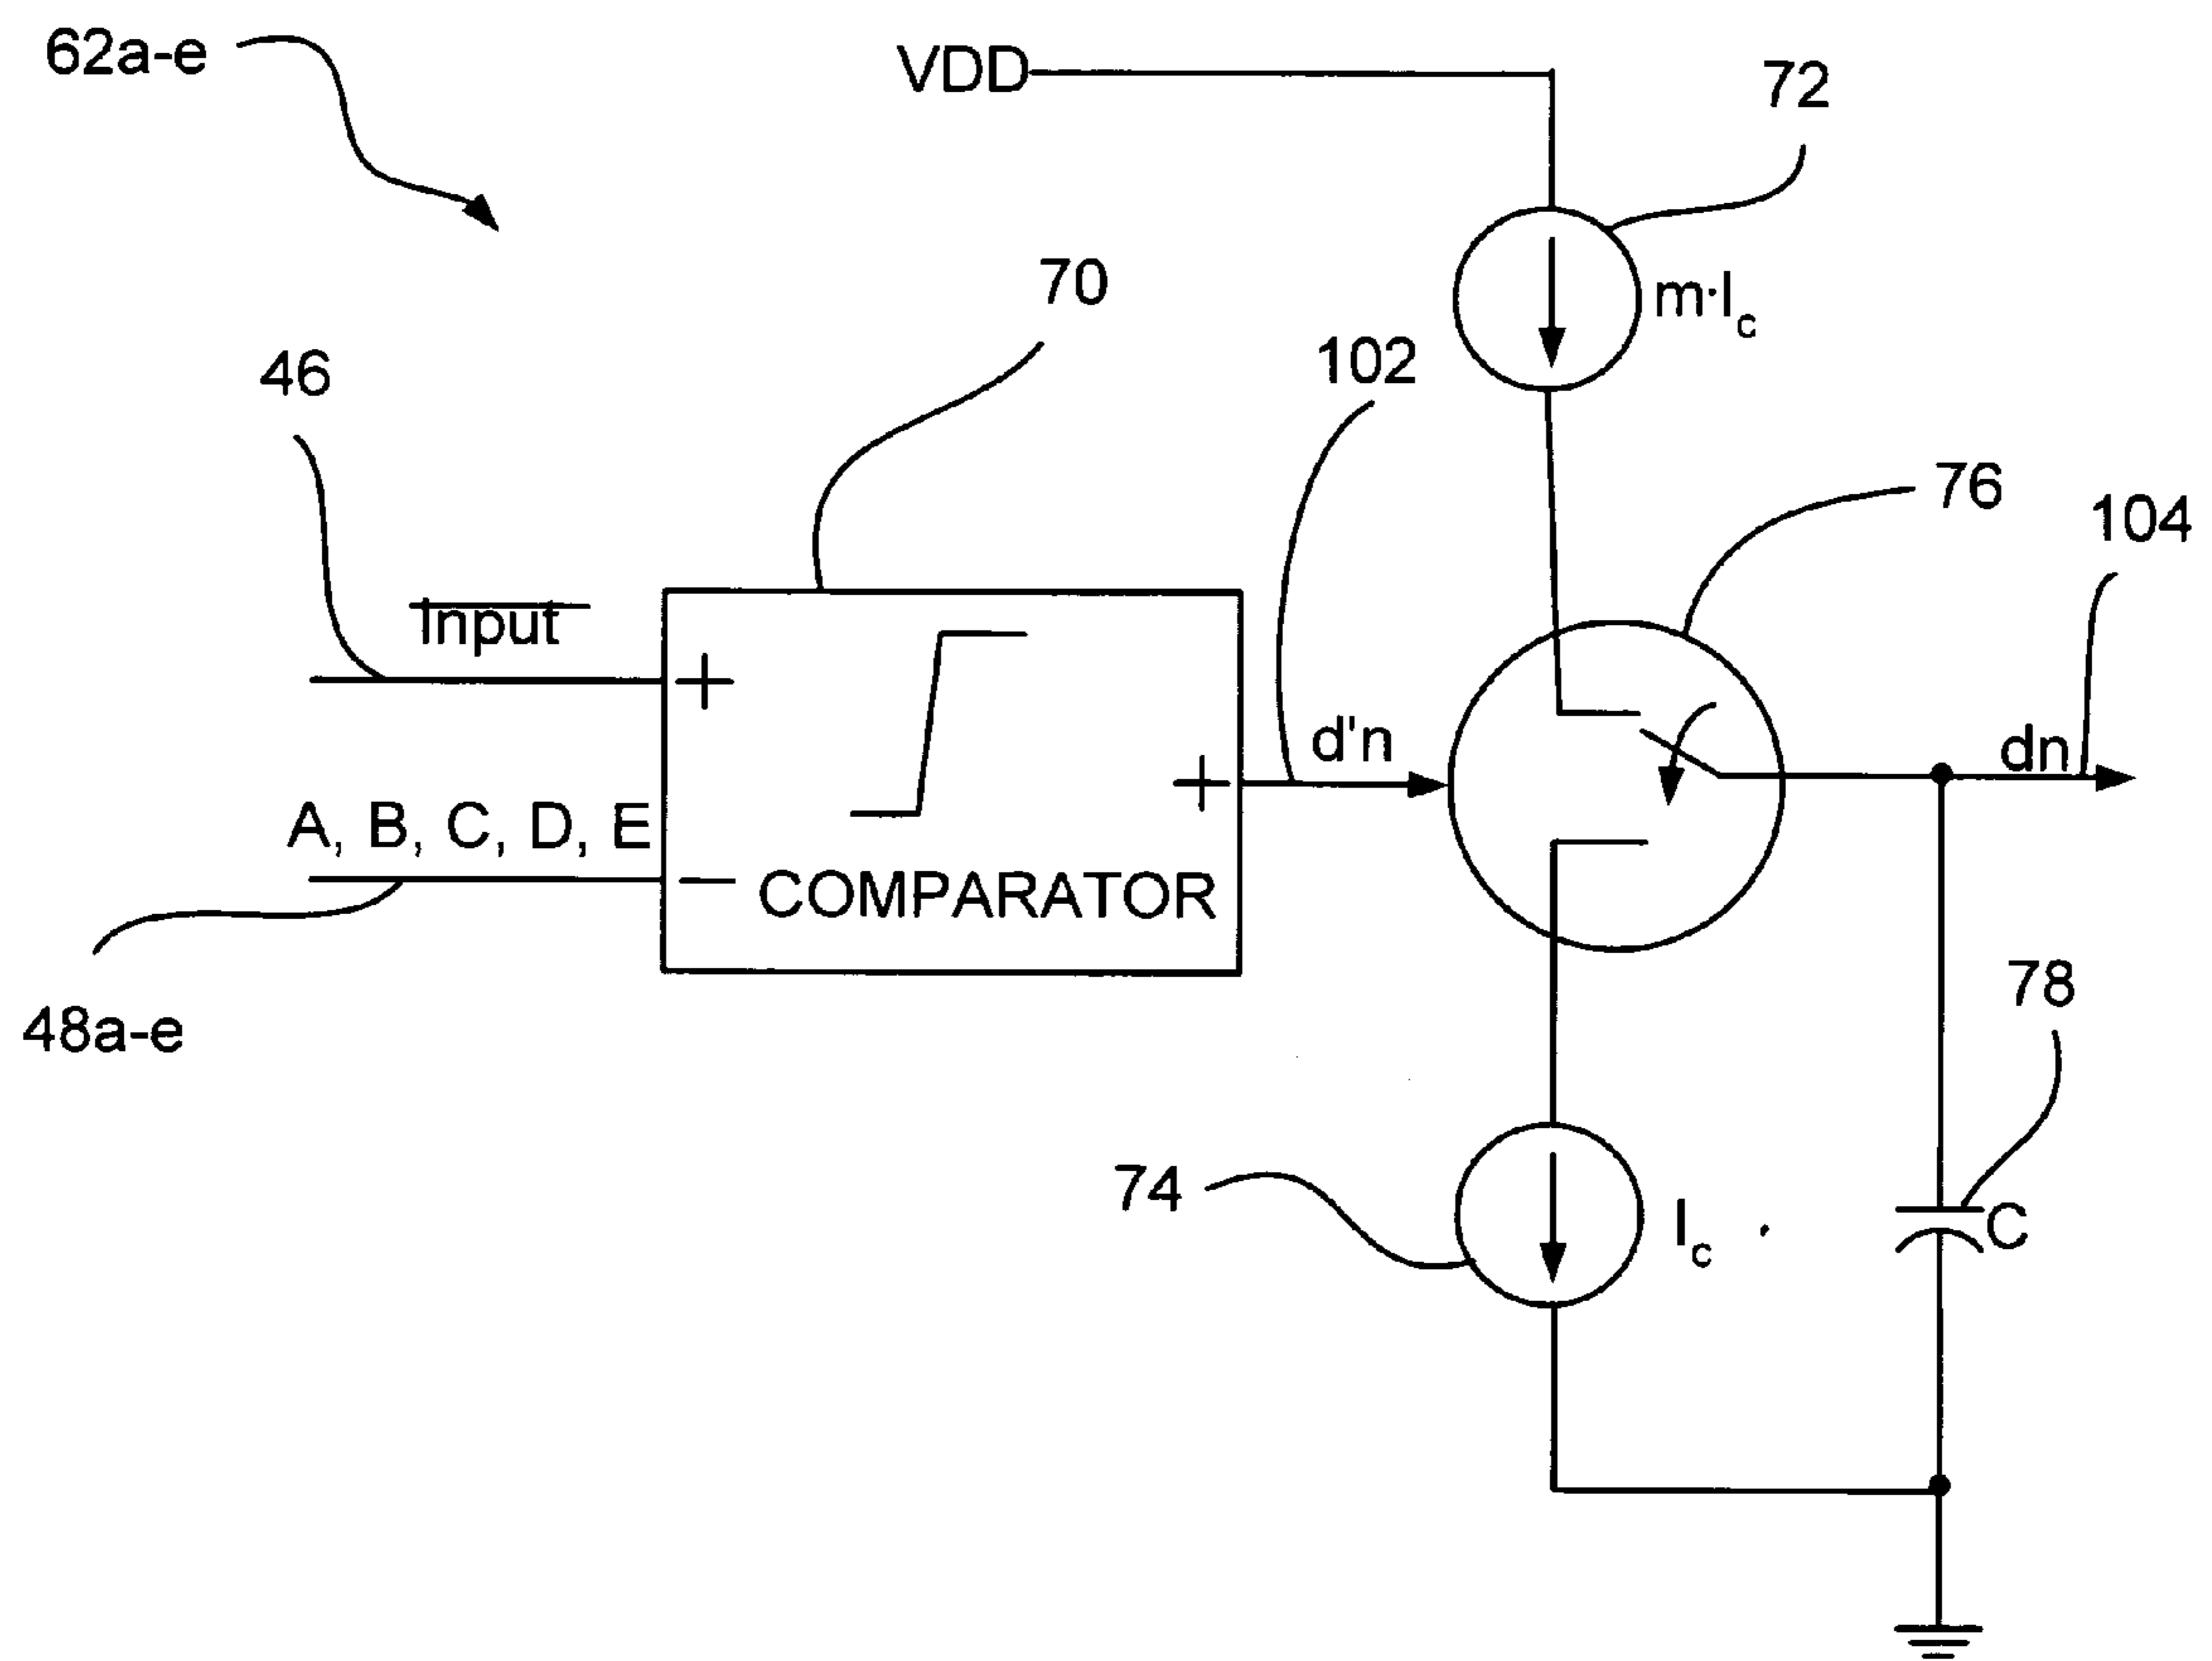 62a-e
VDD
72
70
m·Ic
46
102
76
104
Input
d'n
dn
A, B, C, D, E
+
+
−
COMPARATOR
48a-e
78
74
Ic
C